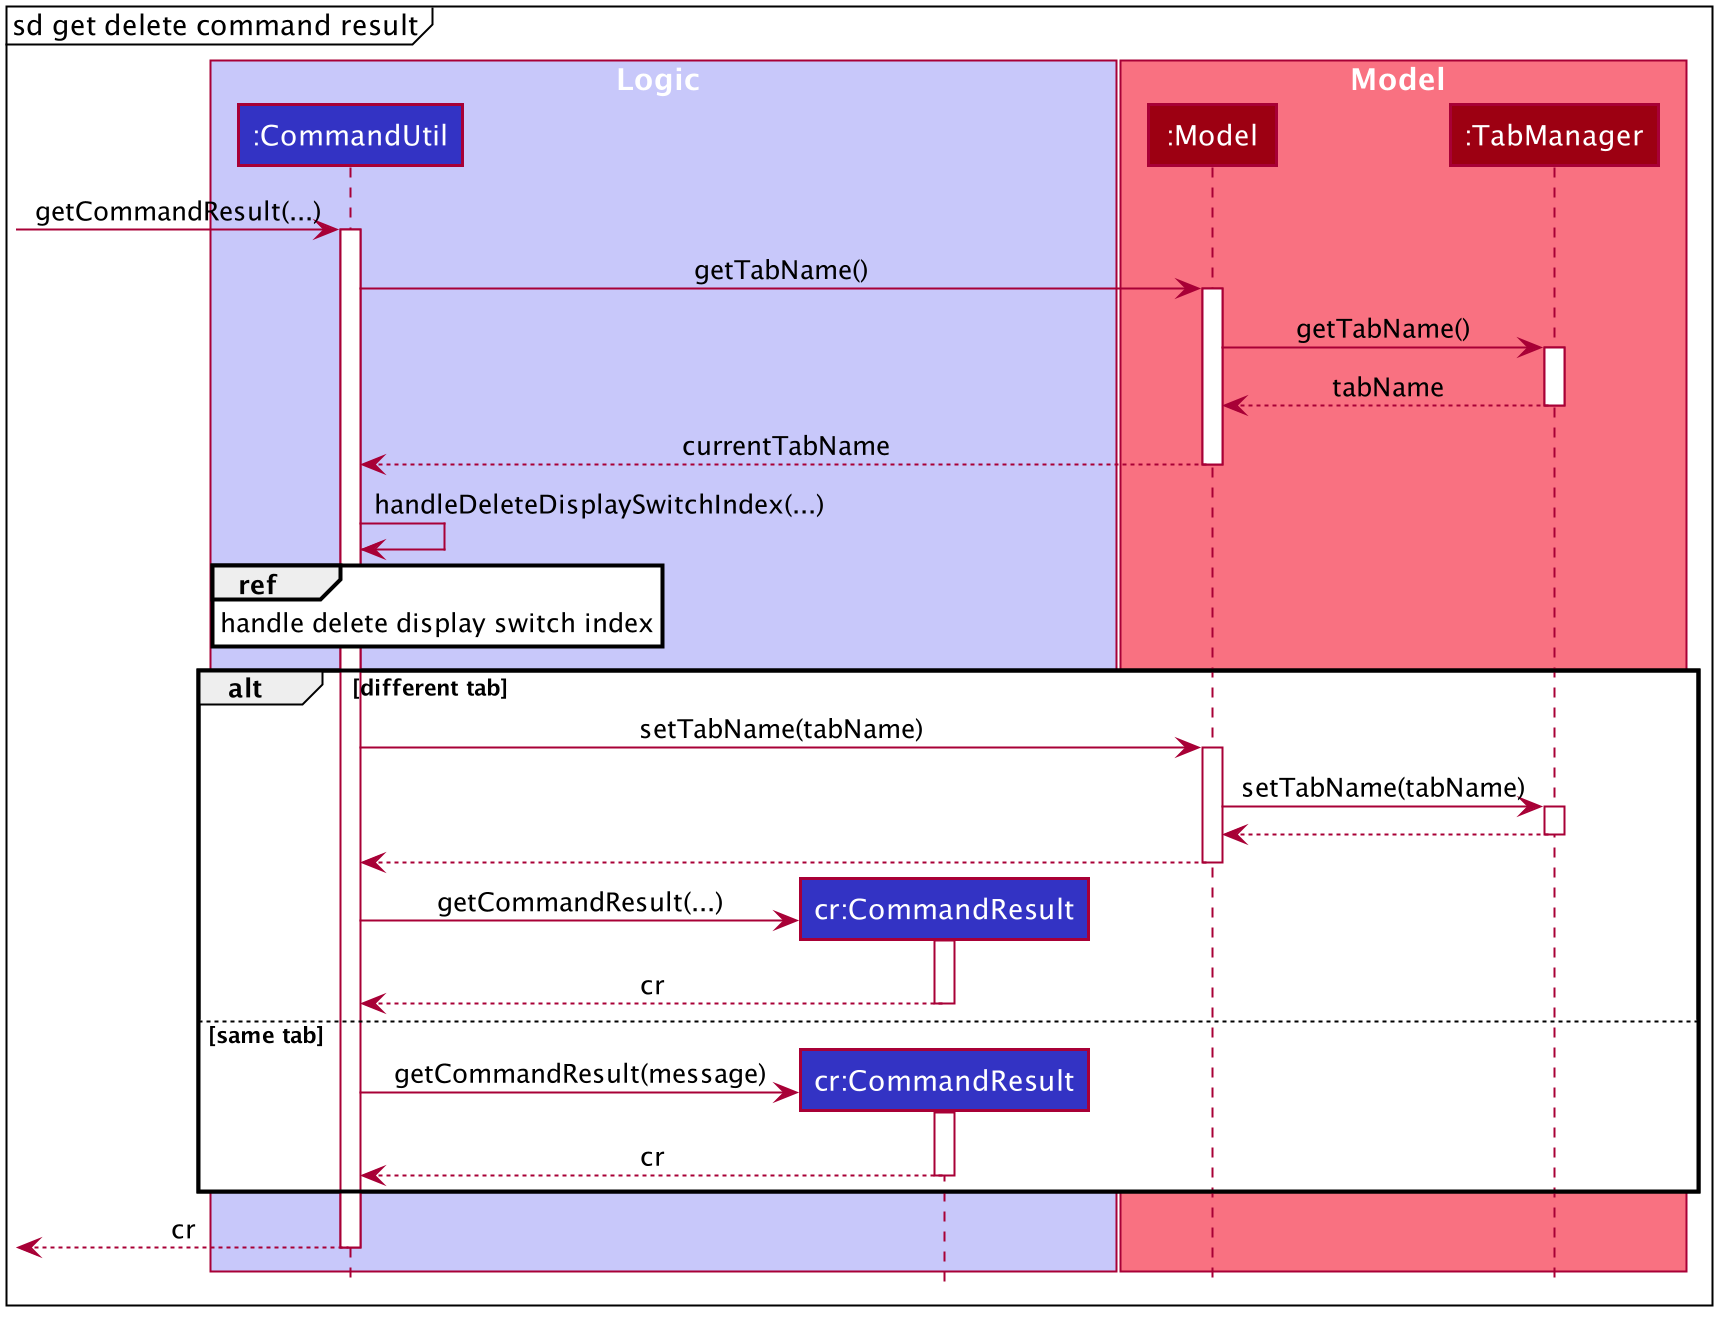 sd get delete command result
Logic
Model
:CommandUtil
:Model
:TabManager
getCommandResult(...)
getTabName()
getTabName()
tabName
currentTabName
handleDeleteDisplaySwitchIndex(...)
ref
handle delete display switch index
alt
[different tab]
setTabName(tabName)
setTabName(tabName)
getCommandResult(...)
cr:CommandResult
cr
[same tab]
getCommandResult(message)
cr:CommandResult
cr
cr